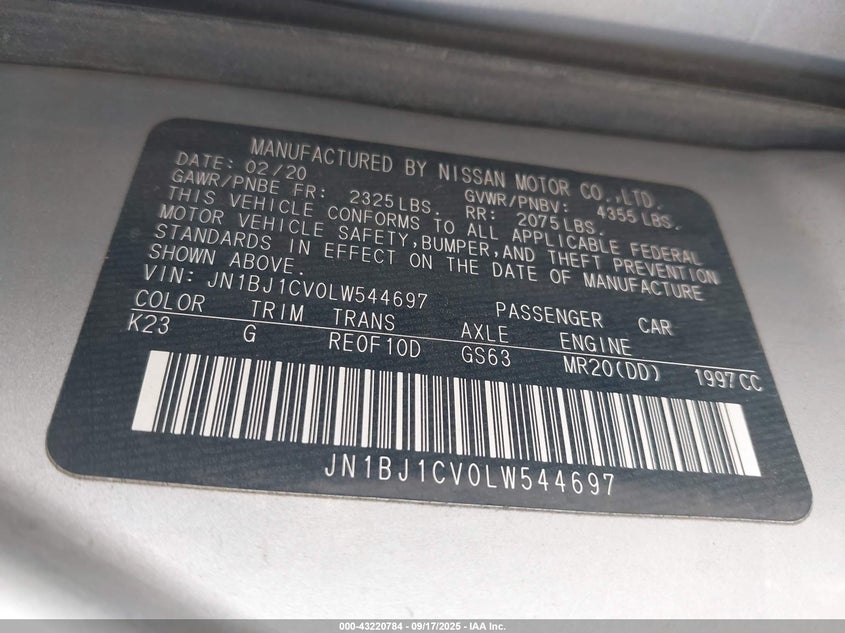 MANUFACTURED BY NISSAN MOTOR CO.,LTD.
DATE: 02/20 GVWR/PNBV: 4355 LBS.
GAWR/PNBE FR: 2325LBS. RR: 2075LBS.
THIS VEHICLE CONFORMS TO ALL APPLICABLE FEDERAL
MOTOR VEHICLE SAFETY,BUMPER,AND THEFT PREVENTION
STANDARDS IN EFFECT ON THE DATE OF MANUFACTURE
SHOWN ABOVE.
VIN: JN1BJ1CV0LW544697 PASSENGER CAR
COLOR TRIM TRANS AXLE ENGINE
K23 G RE0F10D GS63 MR20(DD) 1997CC
JN1BJ1CV0LW544697
000-43220784 - 09/17/2025 - IAA Inc.